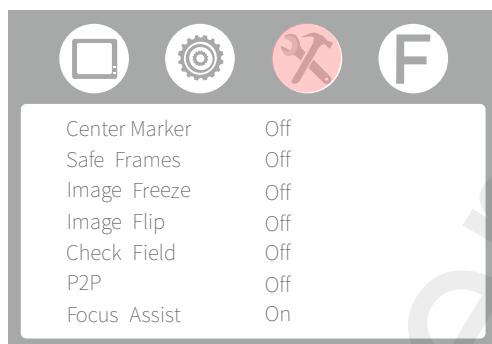 F
Center Marker Off
Safe Frames Off
Image Freeze Off
Image Flip Off
Check Field Off
P2P Off
Focus Assist On